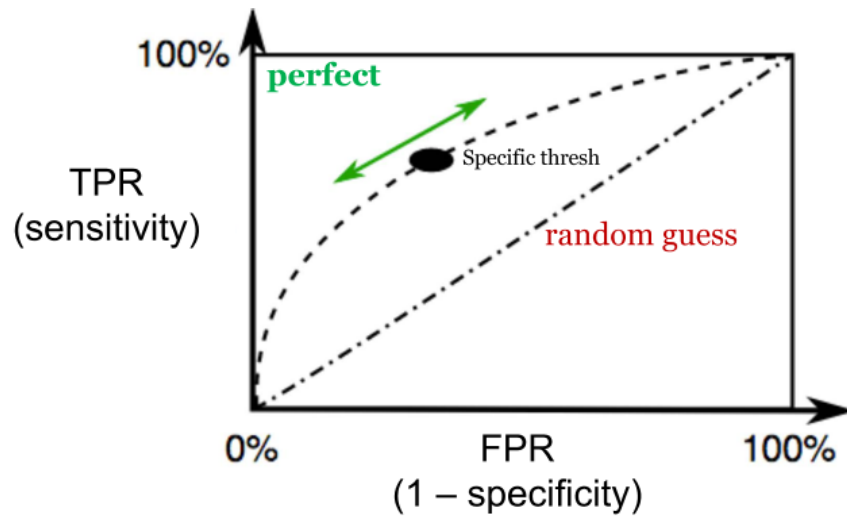 100%
perfect
Specific thresh
TPR
(sensitivity)
random guess
0%
FPR
100%
(1 – specificity)